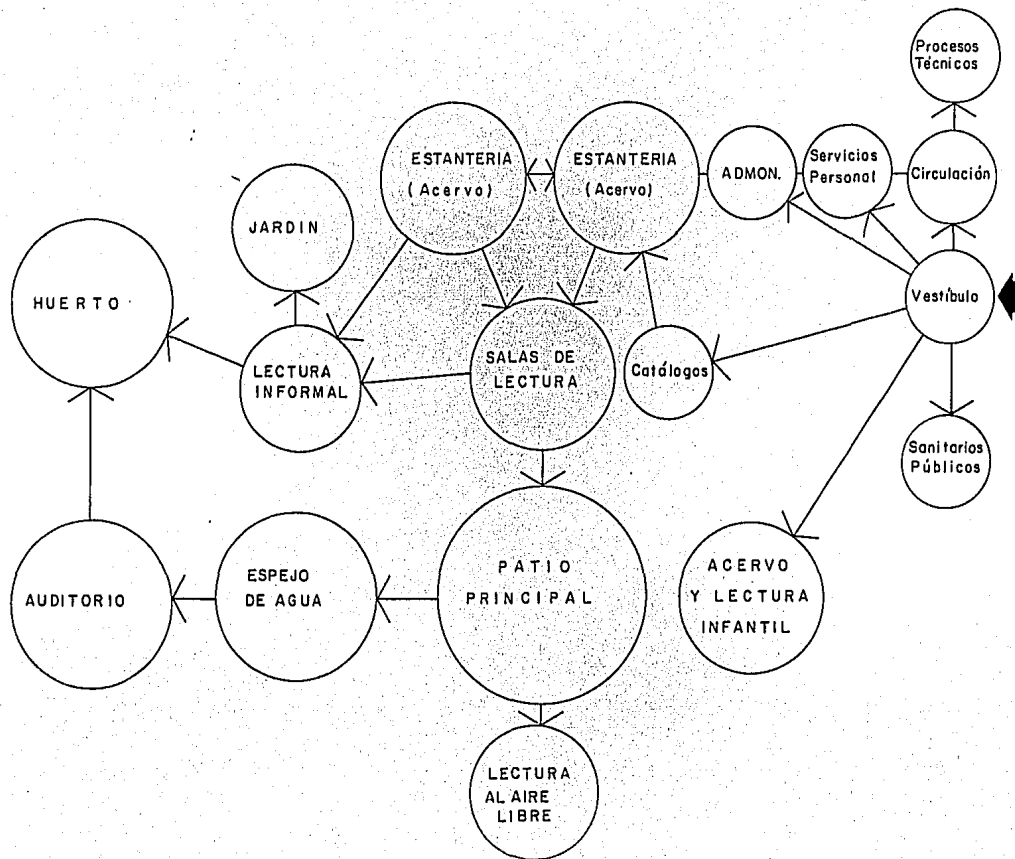 Procesos
Técnicos
ESTANTERIA
(Acervo)
ESTANTERIA
(Acervo)
ADMON.
Servicios
Personal
Circulación
JARDIN
HUERTO
Vestíbulo
LECTURA
INFORMAL
SALAS DE
LECTURA
Catálogos
Sanitarios
Públicos
AUDITORIO
ESPEJO
DE AGUA
PATIO
PRINCIPAL
ACERVO
Y LECTURA
INFANTIL
LECTURA
AL AIRE
LIBRE